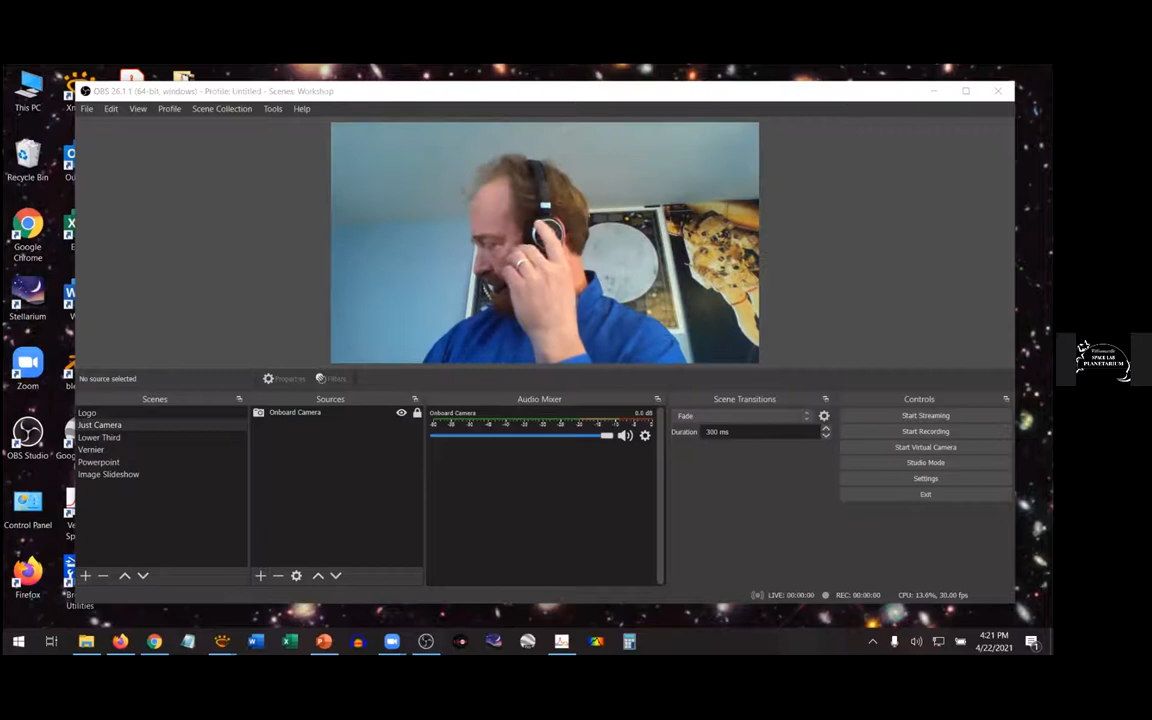 This PC
Recycle Bin
Google
Chrome
Stellarium
Zoom
OBS Studio
Control Panel
Firefox
Utilities
OBS 26.1.1 (64-bit, windows) - Profile: Untitled - Scenes: Workshop
File Edit View Profile Scene Collection Tools Help
No source selected Properties Filters
Scenes Sources Audio Mixer Scene Transitions Controls
Logo
Just Camera
Lower Third
Vernier
Powerpoint
Image Slideshow
Onboard Camera
Onboard Camera 0.0 dB
Fade
Duration 300 ms
Start Streaming
Start Recording
Start Virtual Camera
Studio Mode
Settings
Exit
LIVE: 00:00:00 REC: 00:00:00 CPU: 13.6%, 30.00 fps
4:21 PM
4/22/2021
SPACE LAB
PLANETARIUM